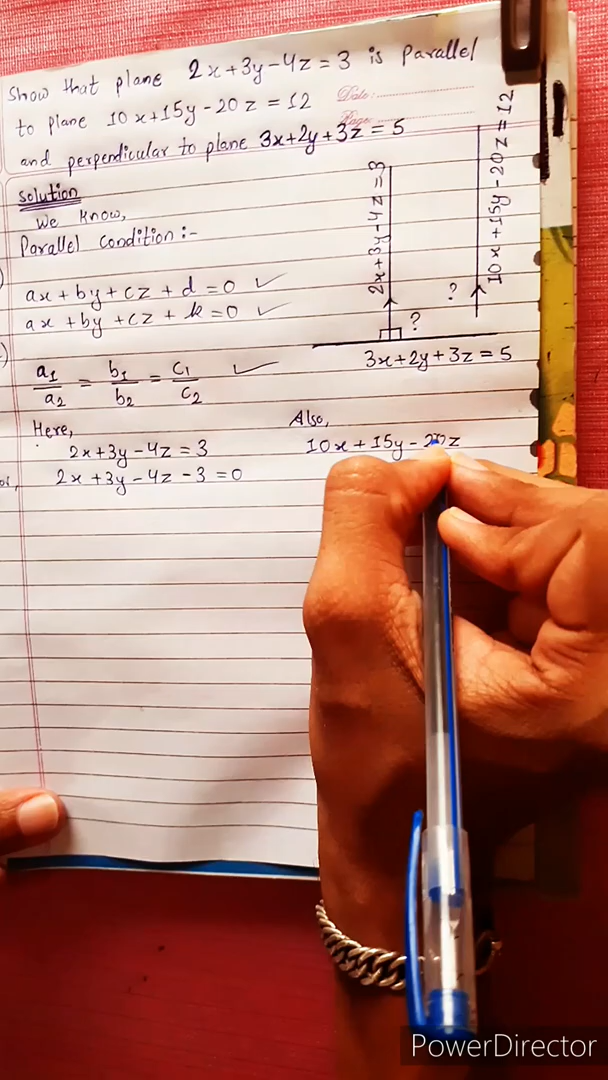 Show that plane 2x+3y-4z=3 is parallel
to plane 10x+15y-20z=12
Date:
Page:
and perpendicular to plane 3x+2y+3z=5
Solution
We Know,
Parallel condition:-
ax+by+cz+d=0 ✓
ax+by+cz+k=0 ✓
a1/a2 = b1/b2 = c1/c2 ✓
2x+3y-4z=3
10x+15y-20z=12
?
?
3x+2y+3z=5
Here,
2x+3y-4z=3
2x+3y-4z-3=0
Also,
10x+15y-20z
PowerDirector